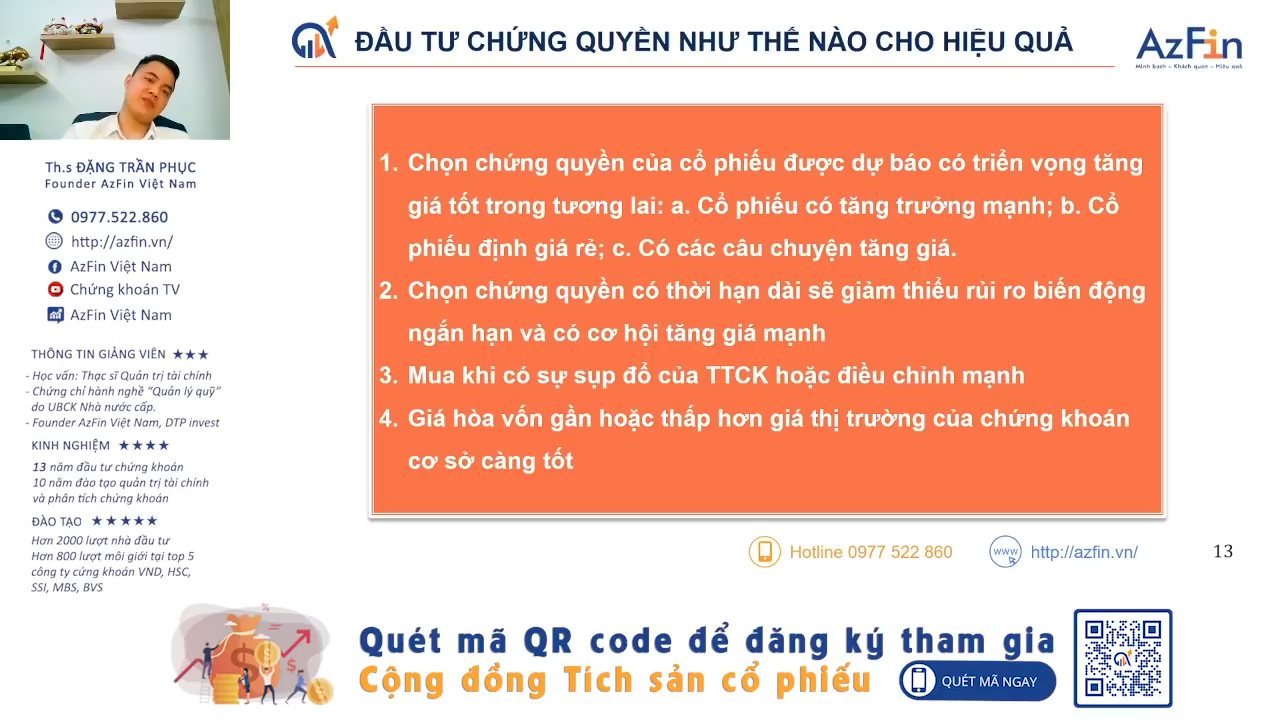 ĐẦU TƯ CHỨNG QUYỀN NHƯ THẾ NÀO CHO HIỆU QUẢ
AzFin
Minh bạch – Khách quan – Hiệu quả
Th.s ĐẶNG TRẦN PHỤC
Founder AzFin Việt Nam
0977.522.860
http://azfin.vn/
AzFin Việt Nam
Chứng khoán TV
AzFin Việt Nam
THÔNG TIN GIẢNG VIÊN ★★★
- Học vấn: Thạc sĩ Quản trị tài chính
- Chứng chỉ hành nghề "Quản lý quỹ"
do UBCK Nhà nước cấp.
- Founder AzFin Việt Nam, DTP invest
KINH NGHIỆM ★★★★
13 năm đầu tư chứng khoán
10 năm đào tạo quản trị tài chính
và phân tích chứng khoán
ĐÀO TẠO ★★★★★
Hơn 2000 lượt nhà đầu tư
Hơn 800 lượt môi giới tại top 5
công ty cứng khoán VND, HSC,
SSI, MBS, BVS
1. Chọn chứng quyền của cổ phiếu được dự báo có triển vọng tăng
giá tốt trong tương lai: a. Cổ phiếu có tăng trưởng mạnh; b. Cổ
phiếu định giá rẻ; c. Có các câu chuyện tăng giá.
2. Chọn chứng quyền có thời hạn dài sẽ giảm thiểu rủi ro biến động
ngắn hạn và có cơ hội tăng giá mạnh
3. Mua khi có sự sụp đổ của TTCK hoặc điều chỉnh mạnh
4. Giá hòa vốn gần hoặc thấp hơn giá thị trường của chứng khoán
cơ sở càng tốt
Hotline 0977 522 860
www
http://azfin.vn/
13
Quét mã QR code để đăng ký tham gia
Cộng đồng Tích sản cổ phiếu
QUÉT MÃ NGAY